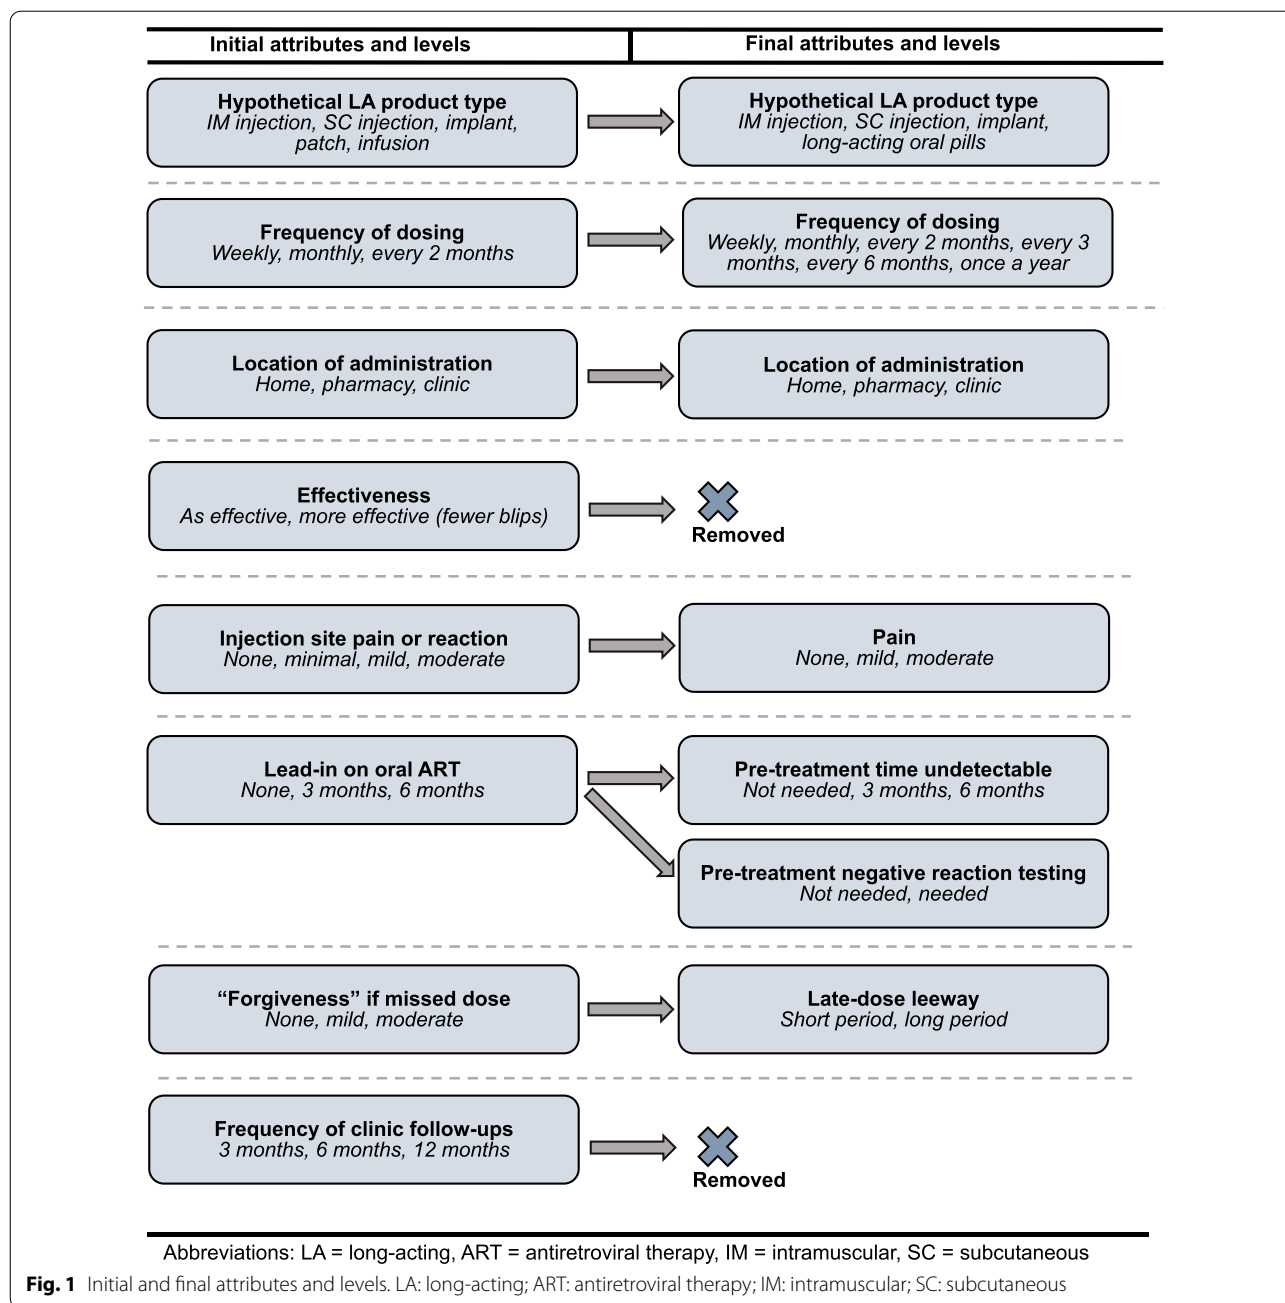 Initial attributes and levels
Final attributes and levels
Hypothetical LA product type
IM injection, SC injection, implant,
patch, infusion
Hypothetical LA product type
IM injection, SC injection, implant,
long-acting oral pills
Frequency of dosing
Weekly, monthly, every 2 months
Frequency of dosing
Weekly, monthly, every 2 months, every 3
months, every 6 months, once a year
Location of administration
Home, pharmacy, clinic
Location of administration
Home, pharmacy, clinic
Effectiveness
As effective, more effective (fewer blips)
Removed
Injection site pain or reaction
None, minimal, mild, moderate
Pain
None, mild, moderate
Lead-in on oral ART
None, 3 months, 6 months
Pre-treatment time undetectable
Not needed, 3 months, 6 months
Pre-treatment negative reaction testing
Not needed, needed
“Forgiveness” if missed dose
None, mild, moderate
Late-dose leeway
Short period, long period
Frequency of clinic follow-ups
3 months, 6 months, 12 months
Removed
Abbreviations: LA = long-acting, ART = antiretroviral therapy, IM = intramuscular, SC = subcutaneous
Fig. 1 Initial and final attributes and levels. LA: long-acting; ART: antiretroviral therapy; IM: intramuscular; SC: subcutaneous